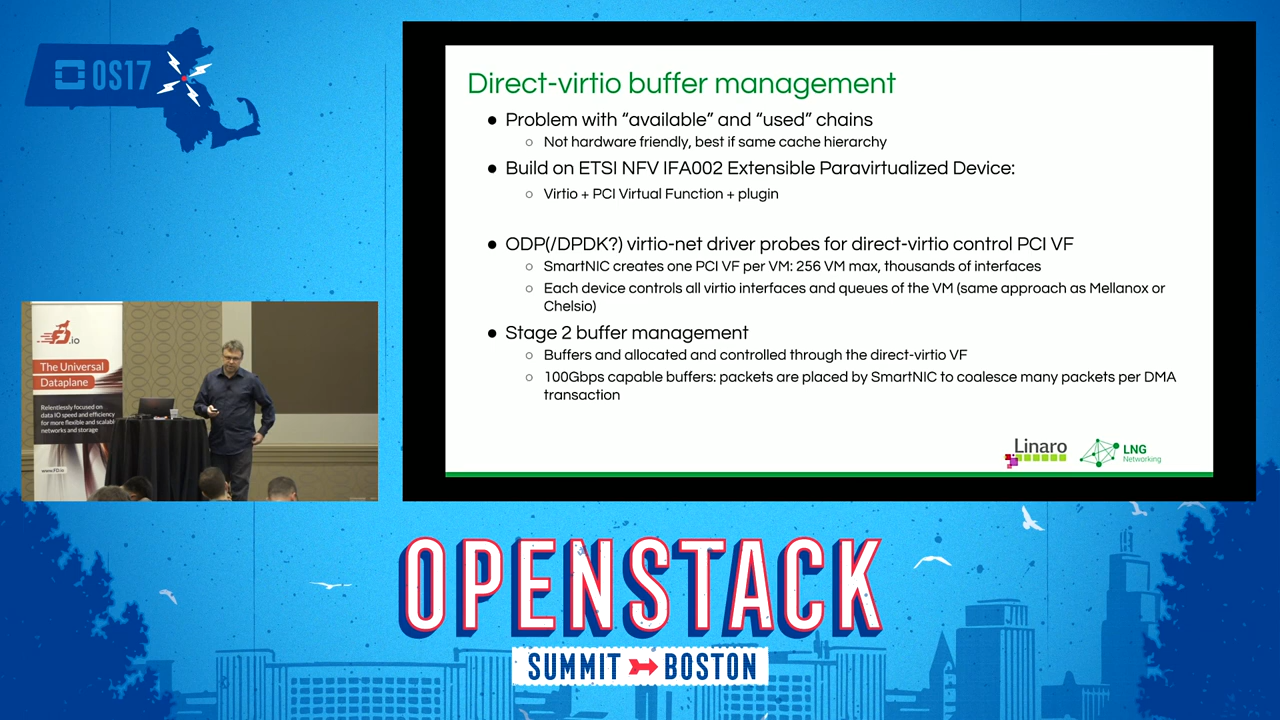 OS17
Direct-virtio buffer management
● Problem with “available” and “used” chains
○ Not hardware friendly, best if same cache hierarchy
● Build on ETSI NFV IFA002 Extensible Paravirtualized Device:
○ Virtio + PCI Virtual Function + plugin
● ODP(/DPDK?) virtio-net driver probes for direct-virtio control PCI VF
○ SmartNIC creates one PCI VF per VM: 256 VM max, thousands of interfaces
○ Each device controls all virtio interfaces and queues of the VM (same approach as Mellanox or
Chelsio)
● Stage 2 buffer management
○ Buffers and allocated and controlled through the direct-virtio VF
○ 100Gbps capable buffers: packets are placed by SmartNIC to coalesce many packets per DMA
transaction
Linaro
LNG
Networking
FD.io
The Universal
Dataplane
Relentlessly focused on
data IO speed and efficiency
for more flexible and scalable
networks and storage
www.FD.io
OPENSTACK
SUMMIT BOSTON